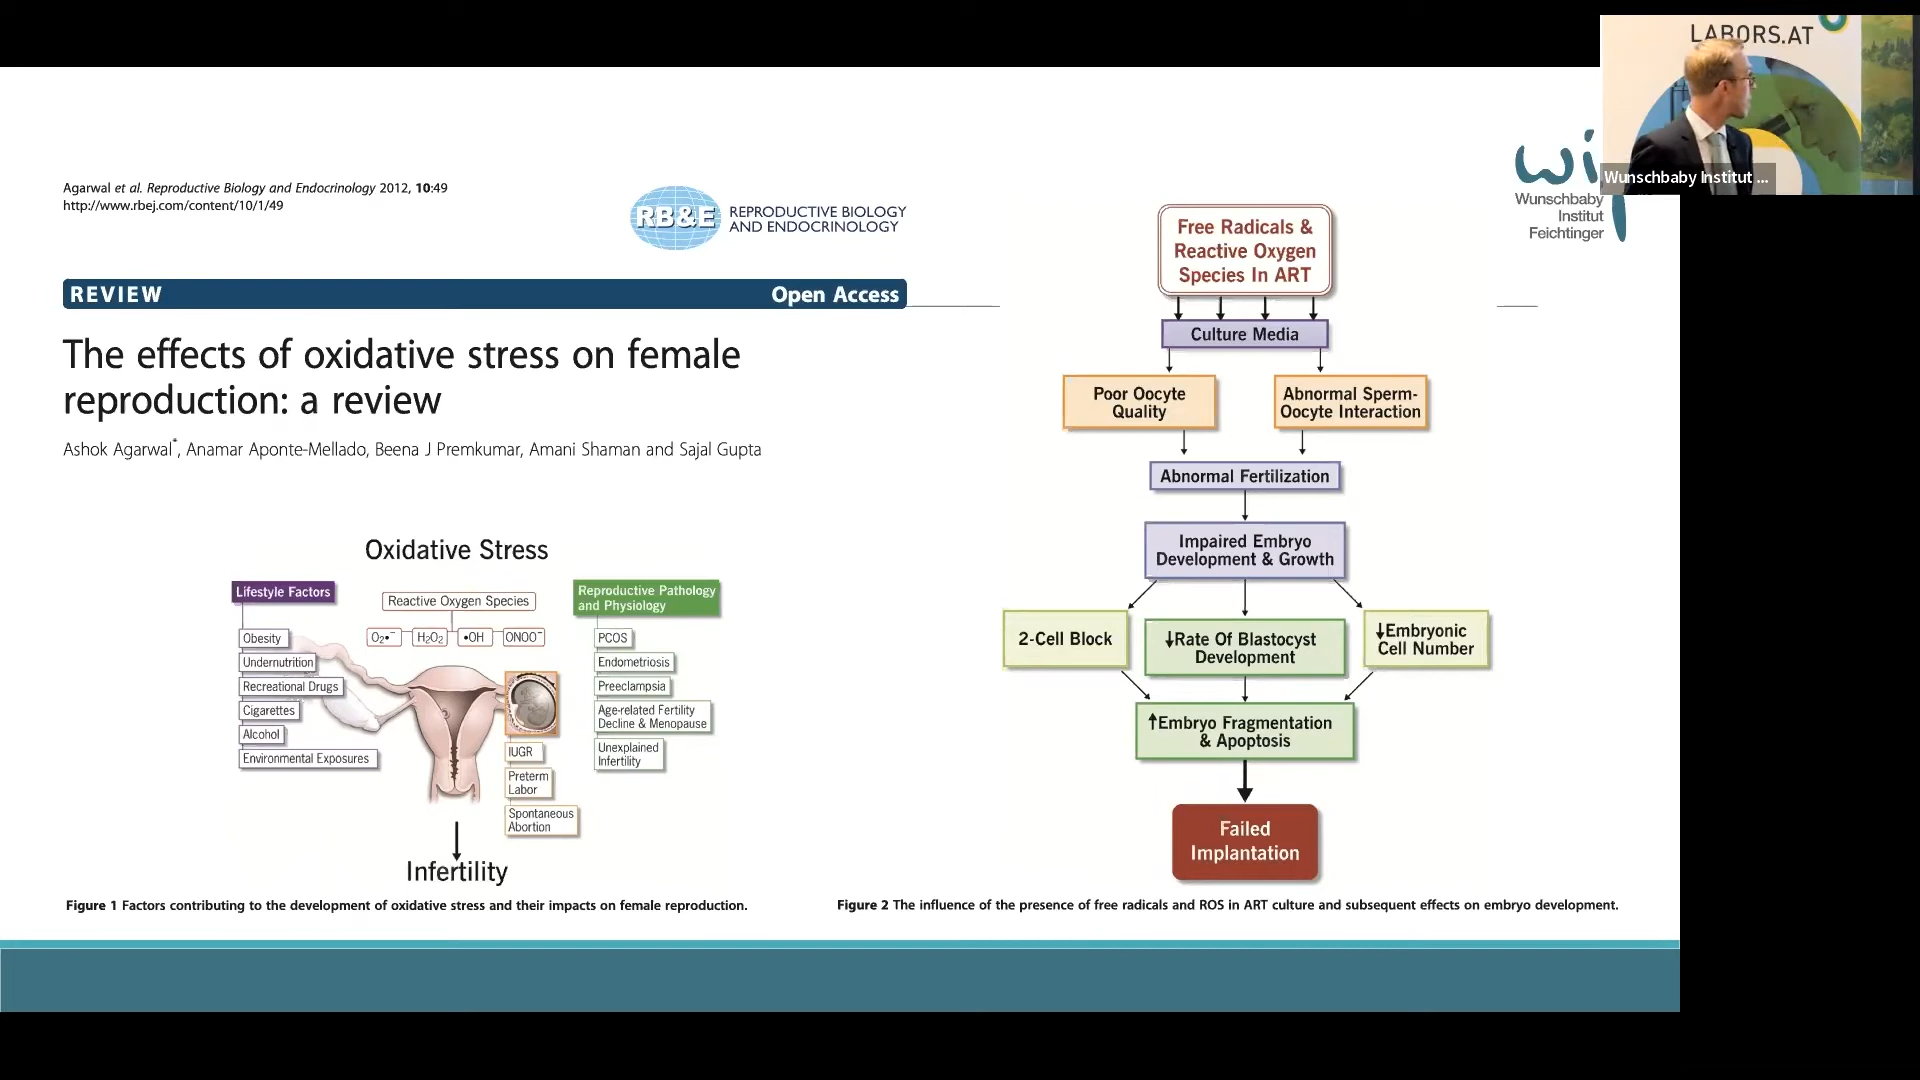 LABORS.AT
Wunschbaby Institut ...
wi
Wunschbaby
Institut
Feichtinger
Agarwal et al. Reproductive Biology and Endocrinology 2012, 10:49
http://www.rbej.com/content/10/1/49
RB&E
REPRODUCTIVE BIOLOGY
AND ENDOCRINOLOGY
REVIEW
Open Access
The effects of oxidative stress on female
reproduction: a review
Ashok Agarwal*, Anamar Aponte-Mellado, Beena J Premkumar, Amani Shaman and Sajal Gupta
Oxidative Stress
Lifestyle Factors
Obesity
Undernutrition
Recreational Drugs
Cigarettes
Alcohol
Environmental Exposures
Reactive Oxygen Species
O₂•⁻
H₂O₂
•OH
ONOO⁻
IUGR
Preterm
Labor
Spontaneous
Abortion
Reproductive Pathology
and Physiology
PCOS
Endometriosis
Preeclampsia
Age-related Fertility
Decline & Menopause
Unexplained
Infertility
Infertility
Figure 1 Factors contributing to the development of oxidative stress and their impacts on female reproduction.
Free Radicals &
Reactive Oxygen
Species In ART
Culture Media
Poor Oocyte
Quality
Abnormal Sperm-
Oocyte Interaction
Abnormal Fertilization
Impaired Embryo
Development & Growth
2-Cell Block
↓Rate Of Blastocyst
Development
↓Embryonic
Cell Number
↑Embryo Fragmentation
& Apoptosis
Failed
Implantation
Figure 2 The influence of the presence of free radicals and ROS in ART culture and subsequent effects on embryo development.